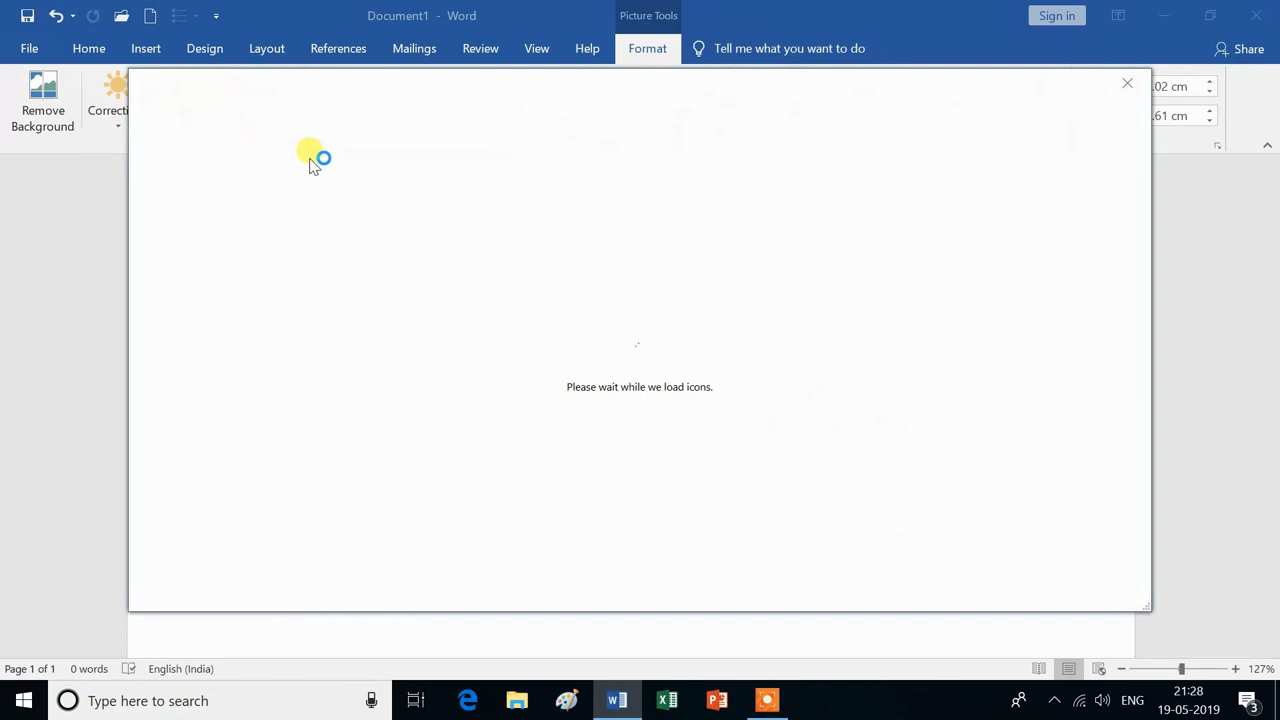 Document1 - Word
Picture Tools
Sign in
File Home Insert Design Layout References Mailings Review View Help Format Tell me what you want to do Share
Remove Background
.02 cm
.61 cm
Please wait while we load icons.
Page 1 of 1 0 words English (India) 127%
Type here to search
ENG
21:28
19-05-2019
3